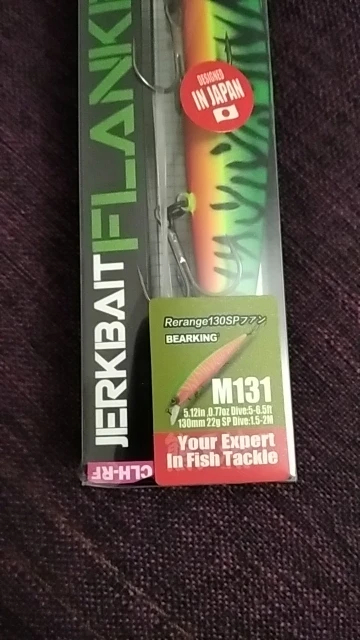 JERKBAIT
FLANK
DESIGNED
IN JAPAN
Rerange130SPファン
BEARKING
M131
5.12in ,0.77oz Dive:5-6.5ft
130mm 22g SP Dive:1.5-2M
Your Expert
In Fish Tackle
CLH-RF